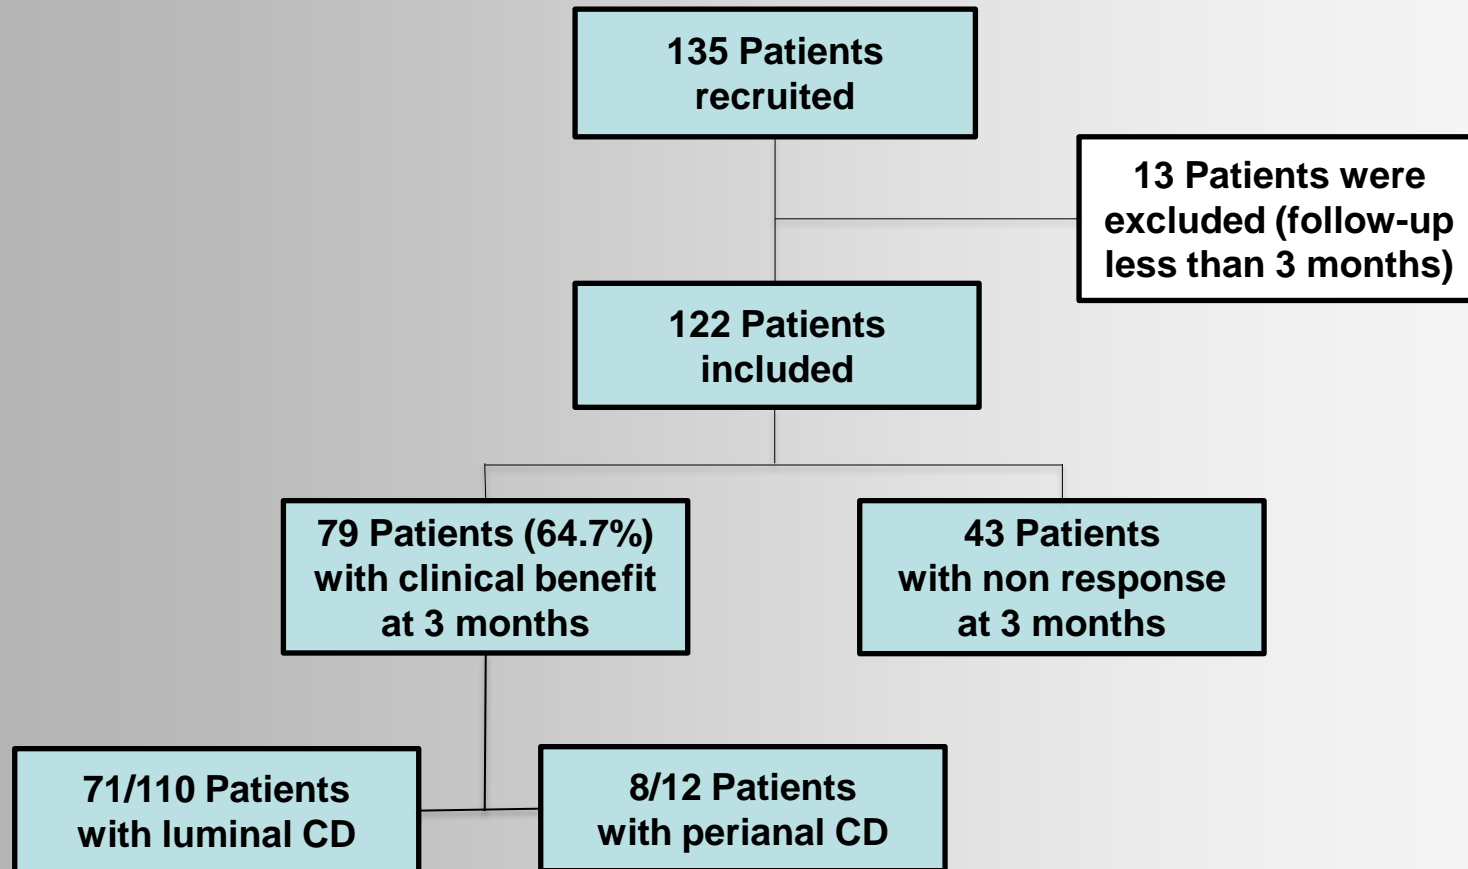 135 Patients
recruited
13 Patients were
excluded (follow-up
less than 3 months)
122 Patients
included
79 Patients (64.7%)
with clinical benefit
at 3 months
43 Patients
with non response
at 3 months
71/110 Patients
with luminal CD
8/12 Patients
with perianal CD